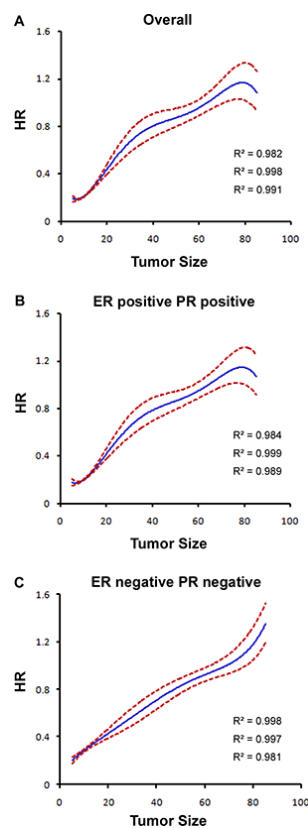 A
Overall
1.6
1.2
0.8
0.4
0
HR
R² = 0.982
R² = 0.998
R² = 0.991
0 20 40 60 80 100
Tumor Size
B
ER positive PR positive
1.6
1.2
0.8
0.4
0
HR
R² = 0.984
R² = 0.999
R² = 0.989
0 20 40 60 80 100
Tumor Size
C
ER negative PR negative
1.6
1.2
0.8
0.4
0
HR
R² = 0.998
R² = 0.997
R² = 0.981
0 20 40 60 80 100
Tumor Size